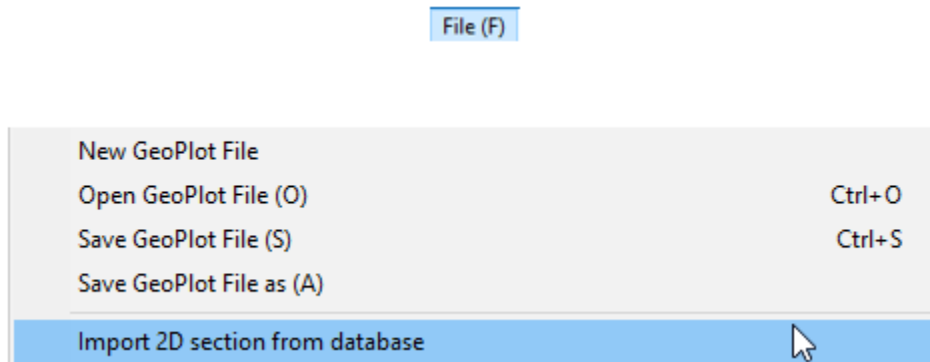 File (F)
New GeoPlot File
Open GeoPlot File (O) Ctrl+O
Save GeoPlot File (S) Ctrl+S
Save GeoPlot File as (A)
Import 2D section from database